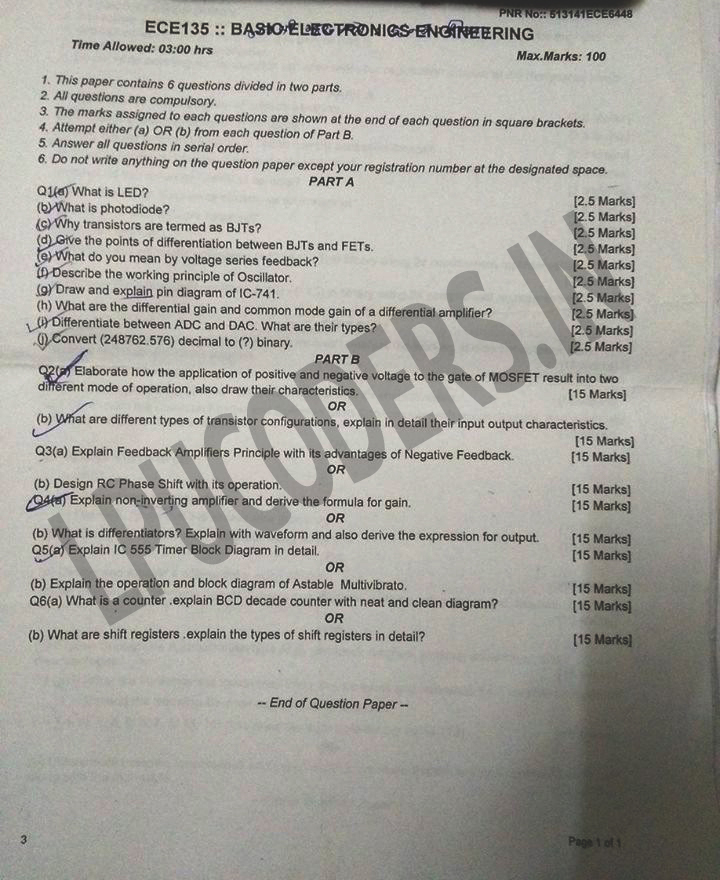 PNR No:: 513141ECE6448
ECE135 :: BASIC ELECTRONICS ENGINEERING
Time Allowed: 03:00 hrs
Max.Marks: 100
1. This paper contains 6 questions divided in two parts.
2. All questions are compulsory.
3. The marks assigned to each questions are shown at the end of each question in square brackets.
4. Attempt either (a) OR (b) from each question of Part B.
5. Answer all questions in serial order.
6. Do not write anything on the question paper except your registration number at the designated space.
PART A
Q1(a) What is LED? [2.5 Marks]
(b) What is photodiode? [2.5 Marks]
(c) Why transistors are termed as BJTs? [2.5 Marks]
(d) Give the points of differentiation between BJTs and FETs. [2.5 Marks]
(e) What do you mean by voltage series feedback? [2.5 Marks]
(f) Describe the working principle of Oscillator. [2.5 Marks]
(g) Draw and explain pin diagram of IC-741. [2.5 Marks]
(h) What are the differential gain and common mode gain of a differential amplifier? [2.5 Marks]
(i) Differentiate between ADC and DAC. What are their types? [2.5 Marks]
(j) Convert (248762.576) decimal to (?) binary. [2.5 Marks]
PART B
Q2(a) Elaborate how the application of positive and negative voltage to the gate of MOSFET result into two
different mode of operation, also draw their characteristics. [15 Marks]
OR
(b) What are different types of transistor configurations, explain in detail their input output characteristics.
[15 Marks]
Q3(a) Explain Feedback Amplifiers Principle with its advantages of Negative Feedback. [15 Marks]
OR
(b) Design RC Phase Shift with its operation. [15 Marks]
Q4(a) Explain non-inverting amplifier and derive the formula for gain. [15 Marks]
OR
(b) What is differentiators? Explain with waveform and also derive the expression for output. [15 Marks]
Q5(a) Explain IC 555 Timer Block Diagram in detail. [15 Marks]
OR
(b) Explain the operation and block diagram of Astable Multivibrato. [15 Marks]
Q6(a) What is a counter .explain BCD decade counter with neat and clean diagram? [15 Marks]
OR
(b) What are shift registers .explain the types of shift registers in detail? [15 Marks]
-- End of Question Paper --
3
Page 1 of 1
LPUCODERS.IN